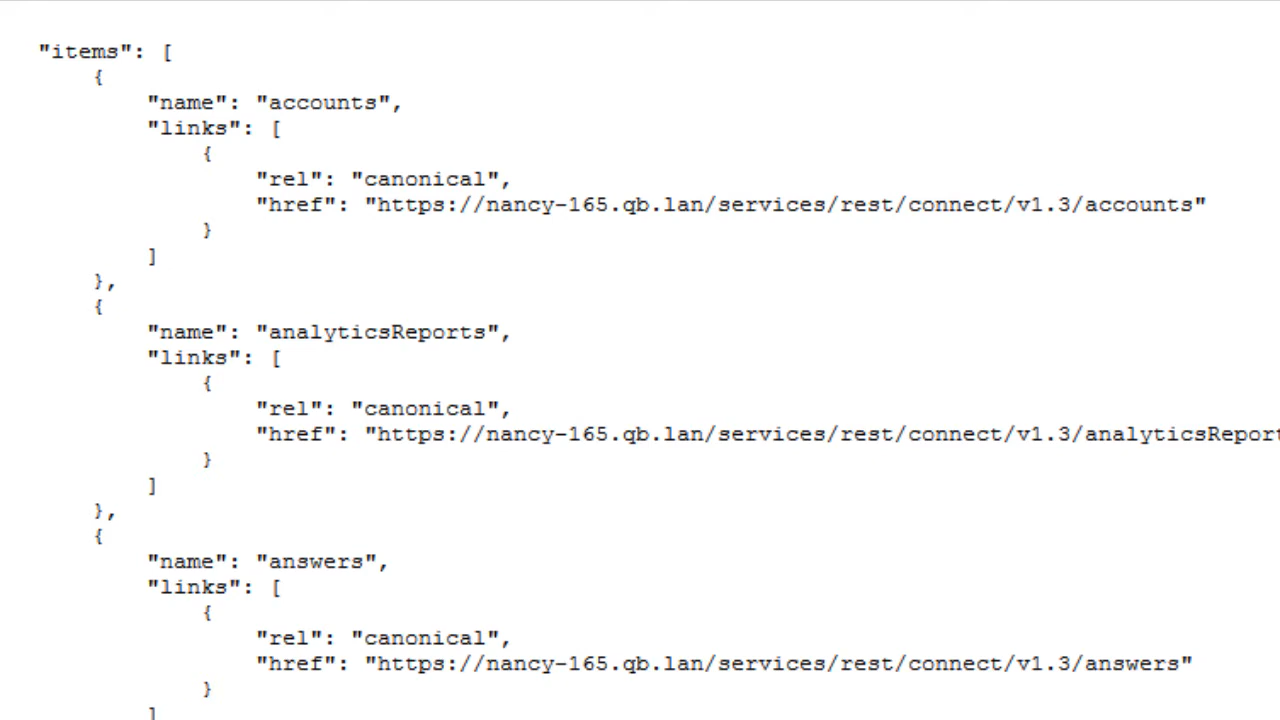 "items": [
{
"name": "accounts",
"links": [
{
"rel": "canonical",
"href": "https://nancy-165.qb.lan/services/rest/connect/v1.3/accounts"
}
]
},
{
"name": "analyticsReports",
"links": [
{
"rel": "canonical",
"href": "https://nancy-165.qb.lan/services/rest/connect/v1.3/analyticsReport
}
]
},
{
"name": "answers",
"links": [
{
"rel": "canonical",
"href": "https://nancy-165.qb.lan/services/rest/connect/v1.3/answers"
}
]